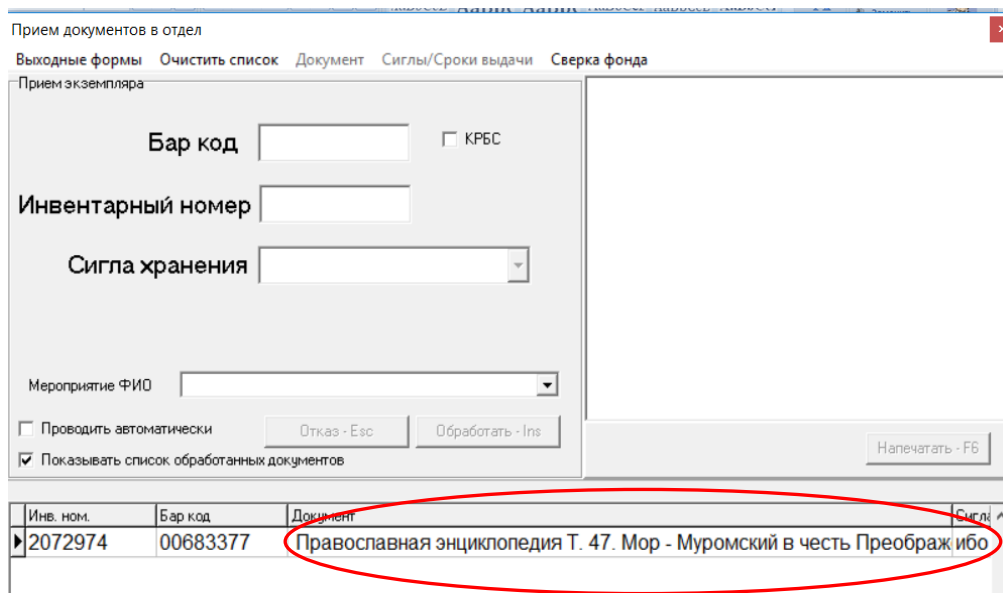 Прием документов в отдел
Выходные формы Очистить список Документ Сиглы/Сроки выдачи Сверка фонда
Прием экземпляра
Бар код КРБС
Инвентарный номер
Сигла хранения
Мероприятие ФИО
Проводить автоматически Отказ - Esc Обработать - Ins
Напечатать - F6
Показывать список обработанных документов
Инв. ном. Бар код Документ Сигла
2072974 00683377 Православная энциклопедия Т. 47. Мор - Муромский в честь Преображ ибо